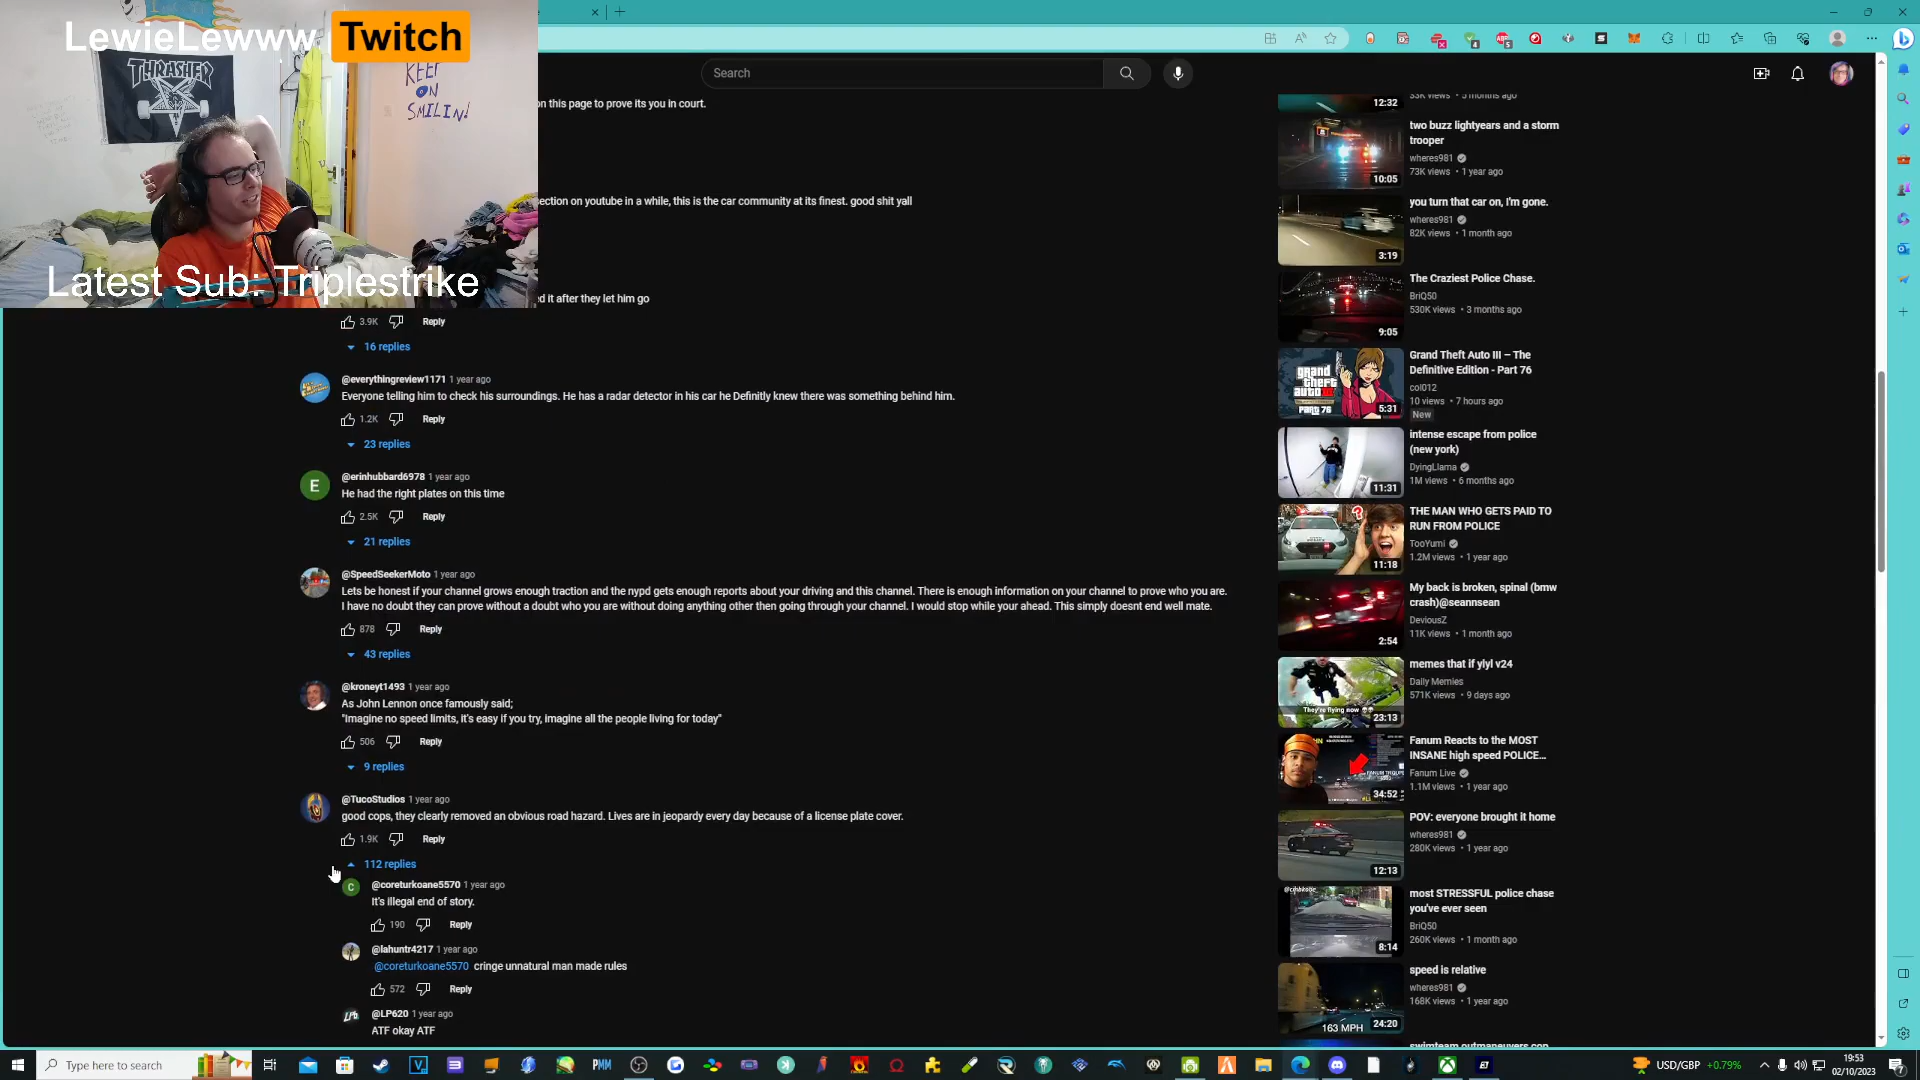 LewieLewww Twitch
THRASHER
KEEP
ON
SMILIN!
Latest Sub: Triplestrike
Search
on this page to prove its you in court.
ection on youtube in a while, this is the car community at its finest. good shit yall
ed it after they let him go
3.9K Reply
16 replies
@everythingreview1171 1 year ago
Everyone telling him to check his surroundings. He has a radar detector in his car he Definitly knew there was something behind him.
1.2K Reply
23 replies
@erinhubbard6978 1 year ago
E
He had the right plates on this time
2.5K Reply
21 replies
@SpeedSeekerMoto 1 year ago
Lets be honest if your channel grows enough traction and the nypd gets enough reports about your driving and this channel. There is enough information on your channel to prove who you are.
I have no doubt they can prove without a doubt who you are without doing anything other then going through your channel. I would stop while your ahead. This simply doesnt end well mate.
878 Reply
43 replies
@kroneyt1493 1 year ago
As John Lennon once famously said;
"Imagine no speed limits, it's easy if you try, imagine all the people living for today"
506 Reply
9 replies
@TucoStudios 1 year ago
good cops, they clearly removed an obvious road hazard. Lives are in jeopardy every day because of a license plate cover.
1.9K Reply
112 replies
C
@coreturkoane5570 1 year ago
It's illegal end of story.
190 Reply
@lahuntr4217 1 year ago
@coreturkoane5570 cringe unnatural man made rules
572 Reply
@LP620 1 year ago
ATF okay ATF
12:32
33K views • 5 months ago
two buzz lightyears and a storm
trooper
wheres981
73K views • 1 year ago
10:05
you turn that car on, I'm gone.
wheres981
82K views • 1 month ago
3:19
The Craziest Police Chase.
BriQ50
530K views • 3 months ago
9:05
Grand Theft Auto III – The
Definitive Edition - Part 76
col012
10 views • 7 hours ago
New
PART 76
5:31
intense escape from police
(new york)
DyingLlama
1M views • 6 months ago
11:31
THE MAN WHO GETS PAID TO
RUN FROM POLICE
TooYumi
1.2M views • 1 year ago
11:18
My back is broken, spinal (bmw
crash)@seannsean
DeviousZ
11K views • 1 month ago
2:54
memes that if ylyl v24
Daily Memies
571K views • 9 days ago
They're flying now
23:13
Fanum Reacts to the MOST
INSANE high speed POLICE...
Fanum Live
1.1M views • 1 year ago
34:52
POV: everyone brought it home
wheres981
280K views • 1 year ago
12:13
most STRESSFUL police chase
you've ever seen
BriQ50
260K views • 1 month ago
8:14
speed is relative
wheres981
168K views • 1 year ago
163 MPH 24:20
swimteam outmaneuvers cop
Type here to search
PMM
USD/GBP +0.79%
19:53
02/10/2023